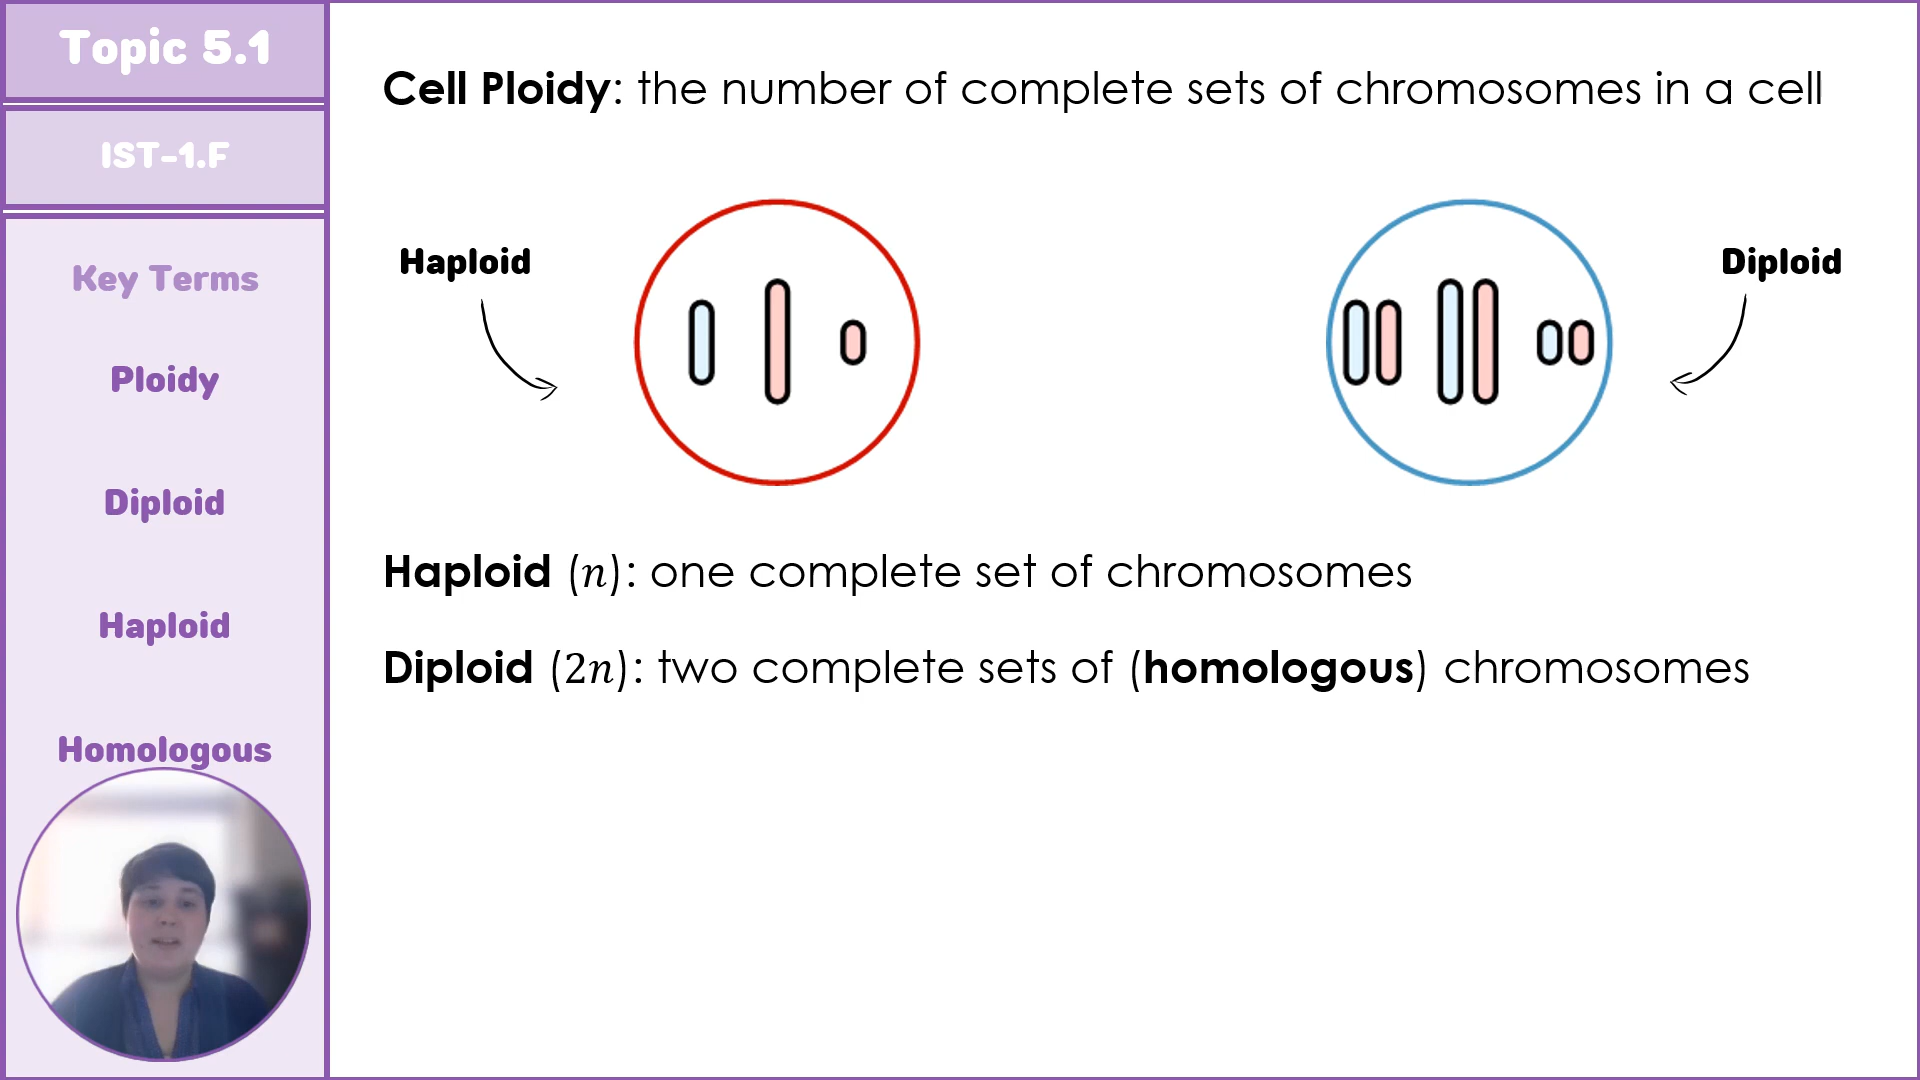 Topic 5.1
IST-1.F
Key Terms
Ploidy
Diploid
Haploid
Homologous
Cell Ploidy: the number of complete sets of chromosomes in a cell
Haploid
Diploid
Haploid (n): one complete set of chromosomes
Diploid (2n): two complete sets of (homologous) chromosomes